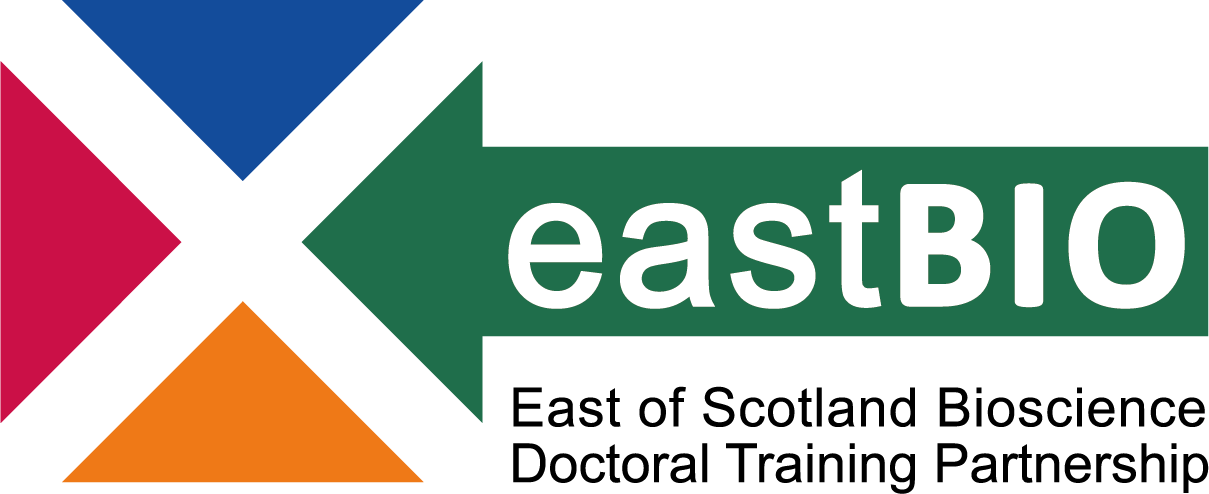 eastBIO
East of Scotland Bioscience
Doctoral Training Partnership